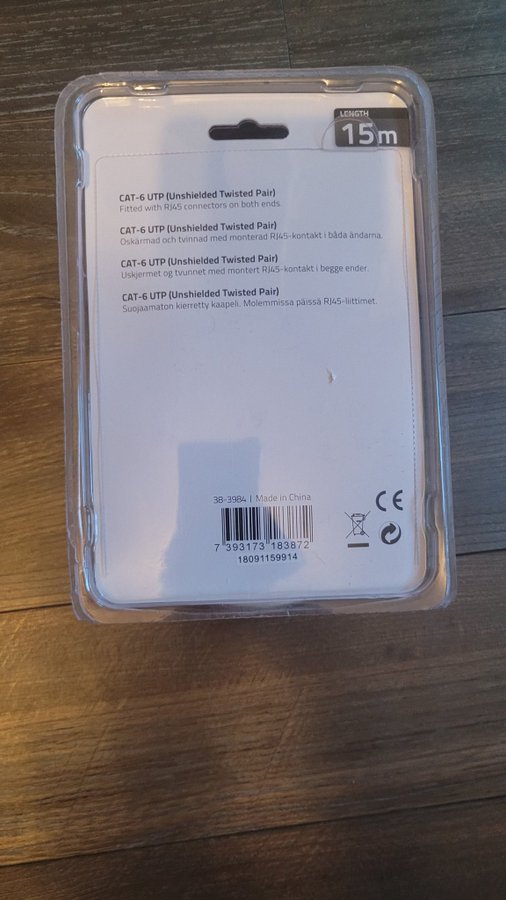 LENGTH
15m
CAT-6 UTP (Unshielded Twisted Pair)
Fitted with RJ45 connectors on both ends.
CAT-6 UTP (Unshielded Twisted Pair)
Oskärmad och tvinnad med monterad RJ45-kontakt i båda ändarna.
CAT-6 UTP (Unshielded Twisted Pair)
Uskjermet og tvunnet med montert RJ45-kontakt i begge ender.
CAT-6 UTP (Unshielded Twisted Pair)
Suojaamaton kierretty kaapeli. Molemmissa päissä RJ45-liittimet.
38-3984 | Made in China
CE
7 393173 183872
18091159914